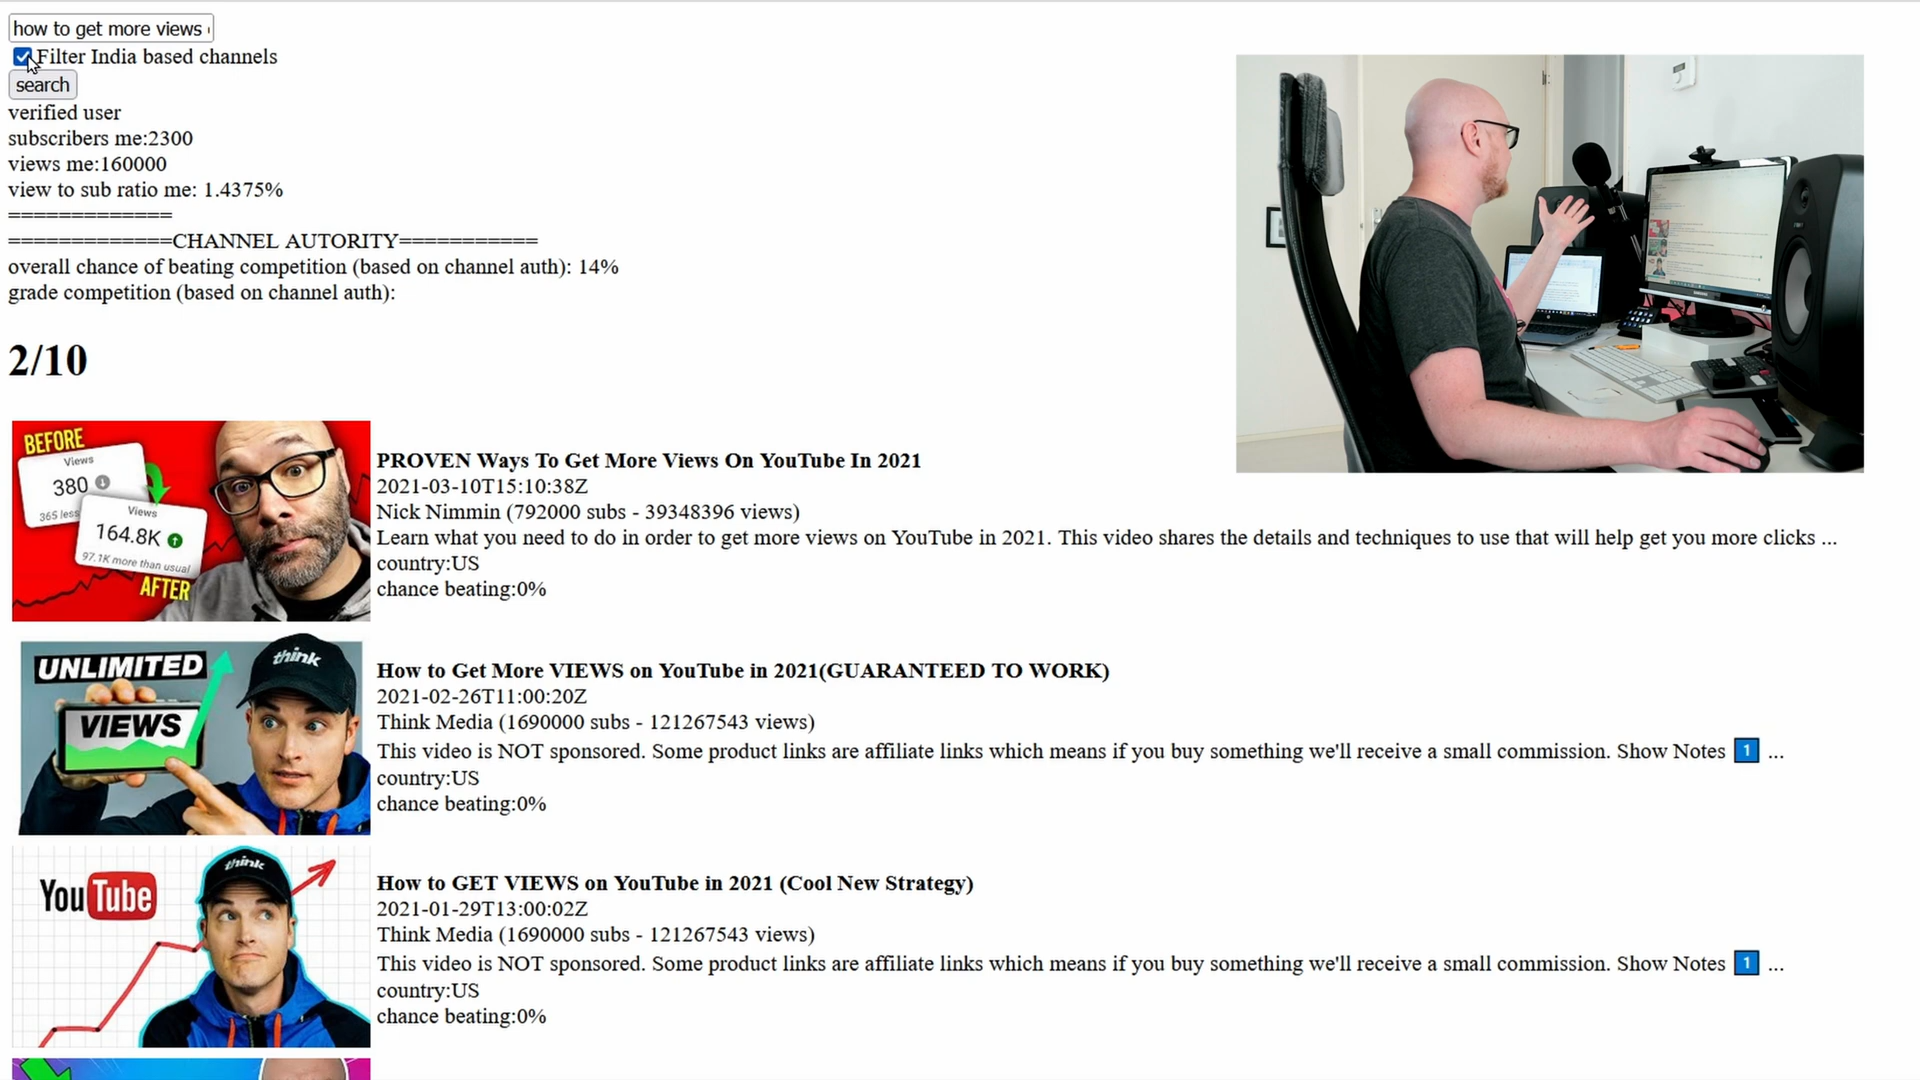 how to get more views
Filter India based channels
search
verified user
subscribers me:2300
views me:160000
view to sub ratio me: 1.4375%
=============
=============CHANNEL AUTORITY===========
overall chance of beating competition (based on channel auth): 14%
grade competition (based on channel auth):
2/10
BEFORE
Views
380
365 less
Views
164.8K
97.1K more than usual
AFTER
PROVEN Ways To Get More Views On YouTube In 2021
2021-03-10T15:10:38Z
Nick Nimmin (792000 subs - 39348396 views)
Learn what you need to do in order to get more views on YouTube in 2021. This video shares the details and techniques to use that will help get you more clicks ...
country:US
chance beating:0%
UNLIMITED
VIEWS
think
How to Get More VIEWS on YouTube in 2021(GUARANTEED TO WORK)
2021-02-26T11:00:20Z
Think Media (1690000 subs - 121267543 views)
This video is NOT sponsored. Some product links are affiliate links which means if you buy something we'll receive a small commission. Show Notes 1️⃣ ...
country:US
chance beating:0%
YouTube
think
How to GET VIEWS on YouTube in 2021 (Cool New Strategy)
2021-01-29T13:00:02Z
Think Media (1690000 subs - 121267543 views)
This video is NOT sponsored. Some product links are affiliate links which means if you buy something we'll receive a small commission. Show Notes 1️⃣ ...
country:US
chance beating:0%